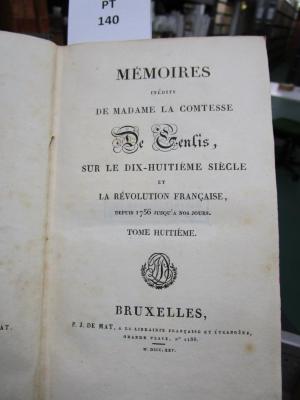 PT
140
MÉMOIRES
INÉDITS
DE MADAME LA COMTESSE
De Genlis,
SUR LE DIX-HUITIÈME SIÈCLE
ET
LA RÉVOLUTION FRANÇAISE,
DEPUIS 1756 JUSQU'A NOS JOURS.
TOME HUITIÈME.
BRUXELLES,
P. J. DE MAT, A LA LIBRAIRIE FRANÇAISE ET ÉTRANGÈRE,
GRANDE PLACE, Nº 1188.
M. DCCC. XXV.
AT.